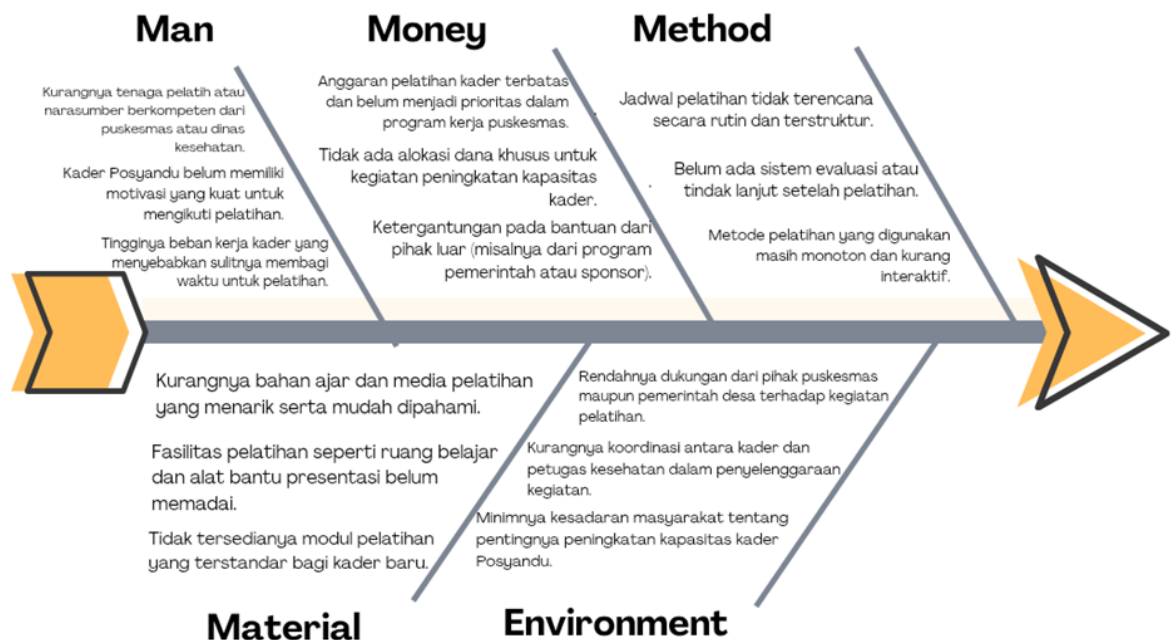 Man
Kurangnya tenaga pelatih atau
narasumber berkompeten dari
puskesmas atau dinas
kesehatan.
Kader Posyandu belum memiliki
motivasi yang kuat untuk
mengikuti pelatihan.
Tingginya beban kerja kader yang
menyebabkan sulitnya membagi
waktu untuk pelatihan.
Money
Anggaran pelatihan kader terbatas
dan belum menjadi prioritas dalam
program kerja puskesmas.
Tidak ada alokasi dana khusus untuk
kegiatan peningkatan kapasitas
kader.
Ketergantungan pada bantuan dari
pihak luar (misalnya dari program
pemerintah atau sponsor).
Method
Jadwal pelatihan tidak terencana
secara rutin dan terstruktur.
Belum ada sistem evaluasi atau
tindak lanjut setelah pelatihan.
Metode pelatihan yang digunakan
masih monoton dan kurang
interaktif.
Kurangnya bahan ajar dan media pelatihan
yang menarik serta mudah dipahami.
Fasilitas pelatihan seperti ruang belajar
dan alat bantu presentasi belum
memadai.
Tidak tersedianya modul pelatihan
yang terstandar bagi kader baru.
Material
Rendahnya dukungan dari pihak puskesmas
maupun pemerintah desa terhadap kegiatan
pelatihan.
Kurangnya koordinasi antara kader dan
petugas kesehatan dalam penyelenggaraan
kegiatan.
Minimnya kesadaran masyarakat tentang
pentingnya peningkatan kapasitas kader
Posyandu.
Environment